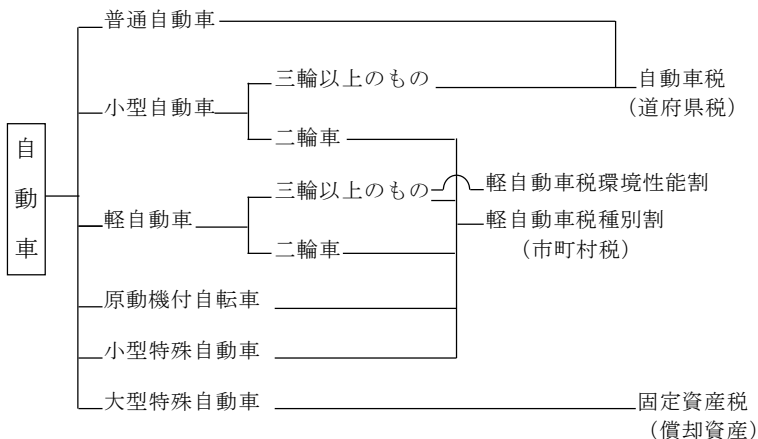 普通自動車
三輪以上のもの
自動車税
小型自動車
（道府県税）
二輪車
自動車
三輪以上のもの
軽自動車税環境性能割
軽自動車
軽自動車税種別割
二輪車
（市町村税）
原動機付自転車
小型特殊自動車
大型特殊自動車
固定資産税
（償却資産）